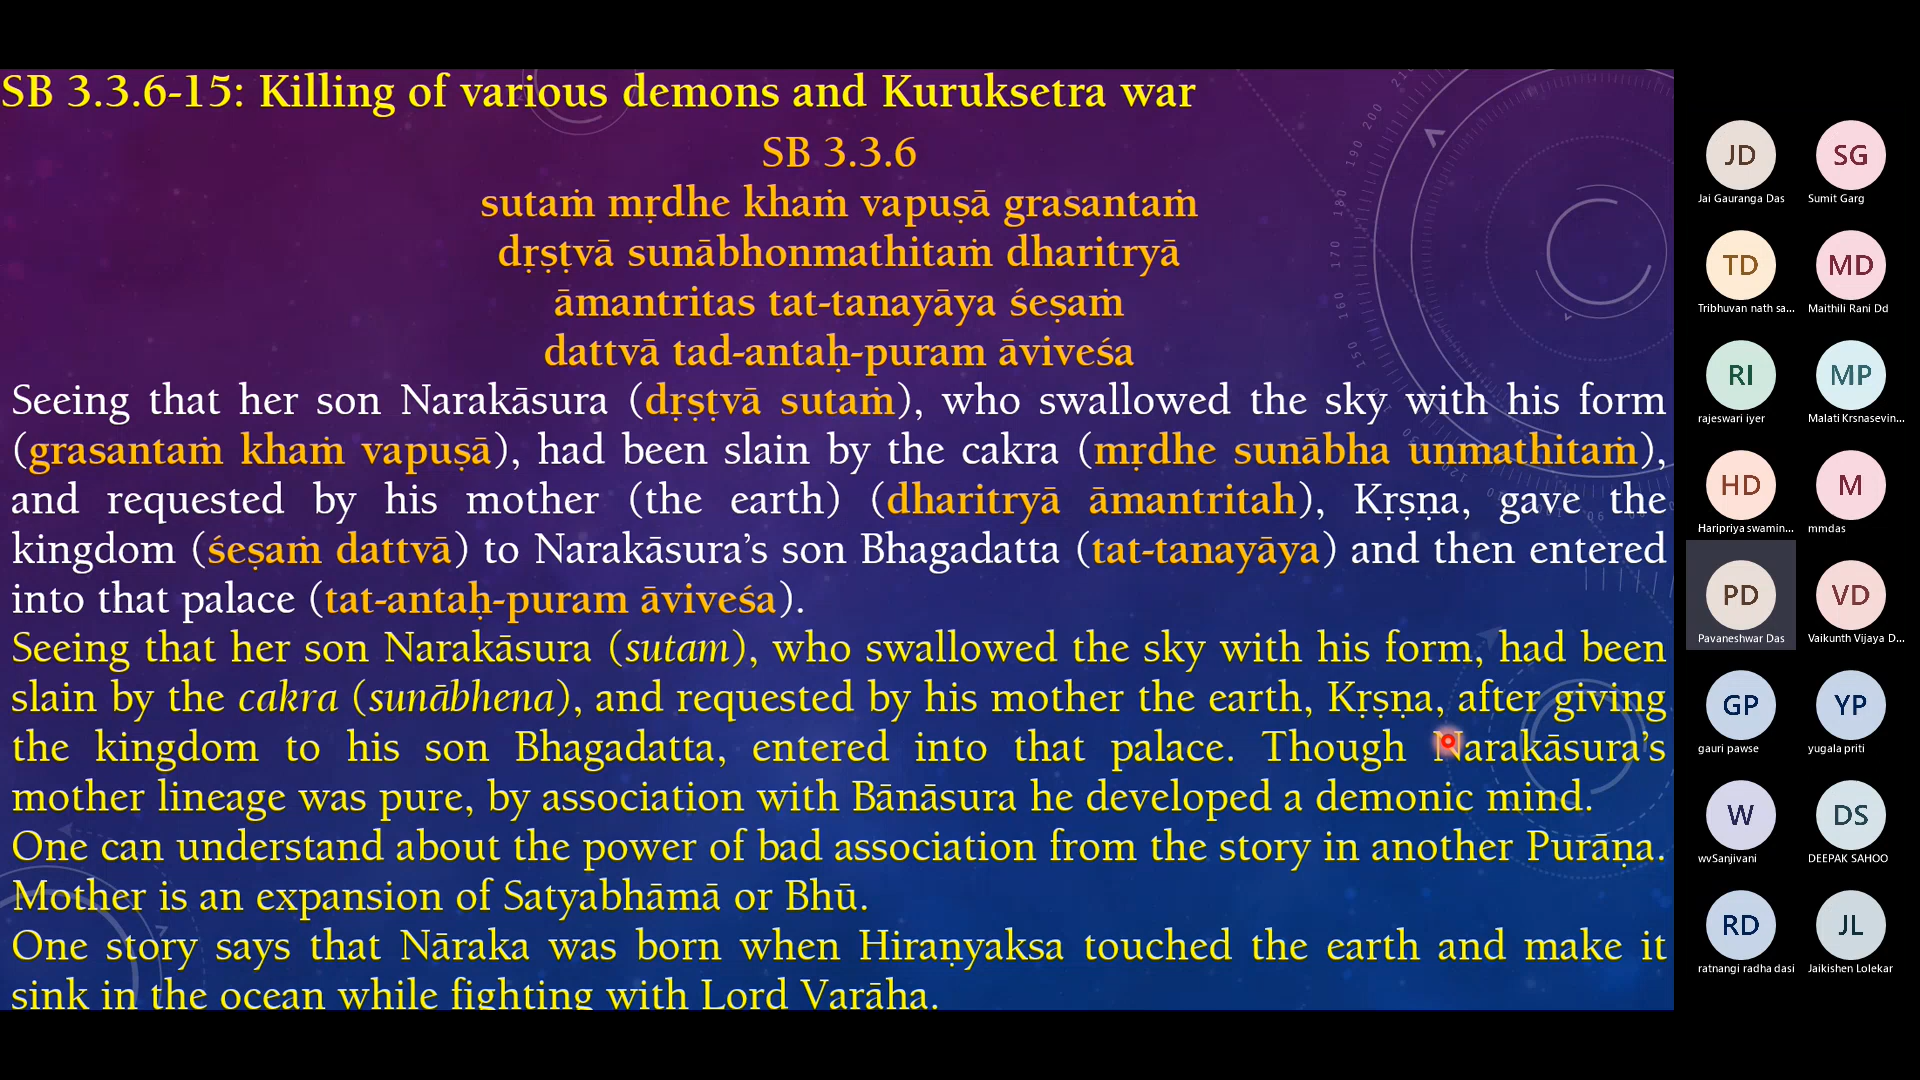 SB 3.3.6-15: Killing of various demons and Kuruksetra war
SB 3.3.6
sutaṁ mṛdhe khaṁ vapuṣā grasantaṁ
dṛṣṭvā sunābhonmathitaṁ dharitryā
āmantritas tat-tanayāya śeṣaṁ
dattvā tad-antaḥ-puram āviveśa
Seeing that her son Narakāsura (dṛṣṭvā sutaṁ), who swallowed the sky with his form
(grasantaṁ khaṁ vapuṣā), had been slain by the cakra (mṛdhe sunābha unmathitaṁ),
and requested by his mother (the earth) (dharitryā āmantritah), Kṛṣṇa, gave the
kingdom (śeṣaṁ dattvā) to Narakāsura’s son Bhagadatta (tat-tanayāya) and then entered
into that palace (tat-antaḥ-puram āviveśa).
Seeing that her son Narakāsura (sutam), who swallowed the sky with his form, had been
slain by the cakra (sunābhena), and requested by his mother the earth, Kṛṣṇa, after giving
the kingdom to his son Bhagadatta, entered into that palace. Though Narakāsura’s
mother lineage was pure, by association with Bānāsura he developed a demonic mind.
One can understand about the power of bad association from the story in another Purāṇa.
Mother is an expansion of Satyabhāmā or Bhū.
One story says that Nāraka was born when Hiraṇyaksa touched the earth and make it
sink in the ocean while fighting with Lord Varāha.
JD
SG
Jai Gauranga Das
Sumit Garg
TD
MD
Tribhuvan nath sa...
Maithili Rani Dd
RI
MP
rajeswari iyer
Malati Krsnasevin...
HD
M
Haripriya swamin...
mmdas
PD
VD
Pavaneshwar Das
Vaikunth Vijaya D...
GP
YP
gauri pawse
yugala priti
W
DS
wvSanjivani
DEEPAK SAHOO
RD
JL
ratnangi radha dasi
Jaikishen Lolekar